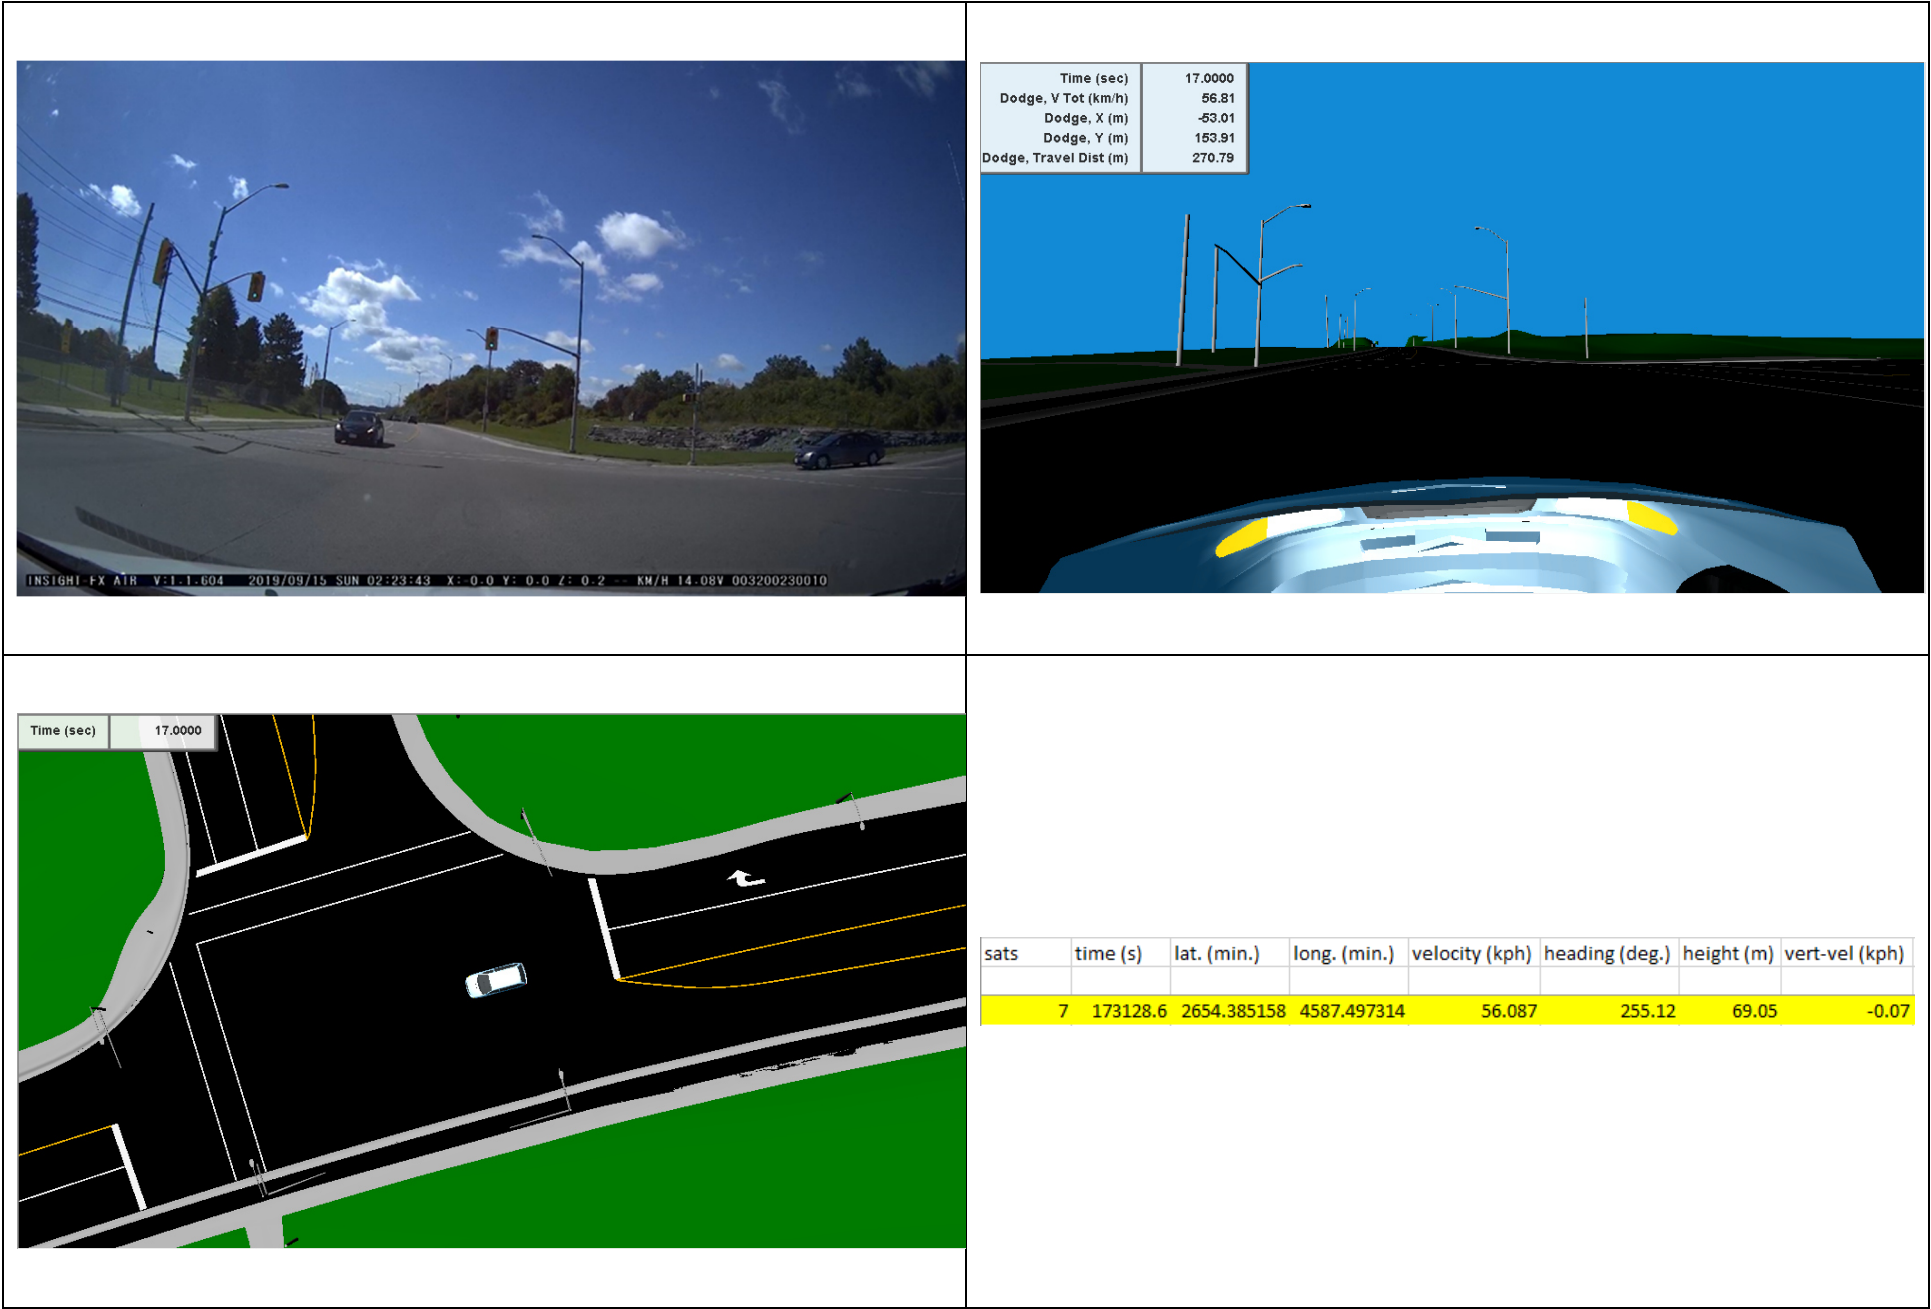 INSIGHT-FX AIR V:1.1.604 2019/09/15 SUN 02:23:43 X:-0.0 Y: 0.0 Z: 0.2 -- KM/H 14.08V 003200230010
Time (sec) 17.0000
Dodge, V Tot (km/h) 56.81
Dodge, X (m) -53.01
Dodge, Y (m) 153.91
Dodge, Travel Dist (m) 270.79
Time (sec) 17.0000
sats time (s) lat. (min.) long. (min.) velocity (kph) heading (deg.) height (m) vert-vel (kph)
7 173128.6 2654.385158 4587.497314 56.087 255.12 69.05 -0.07